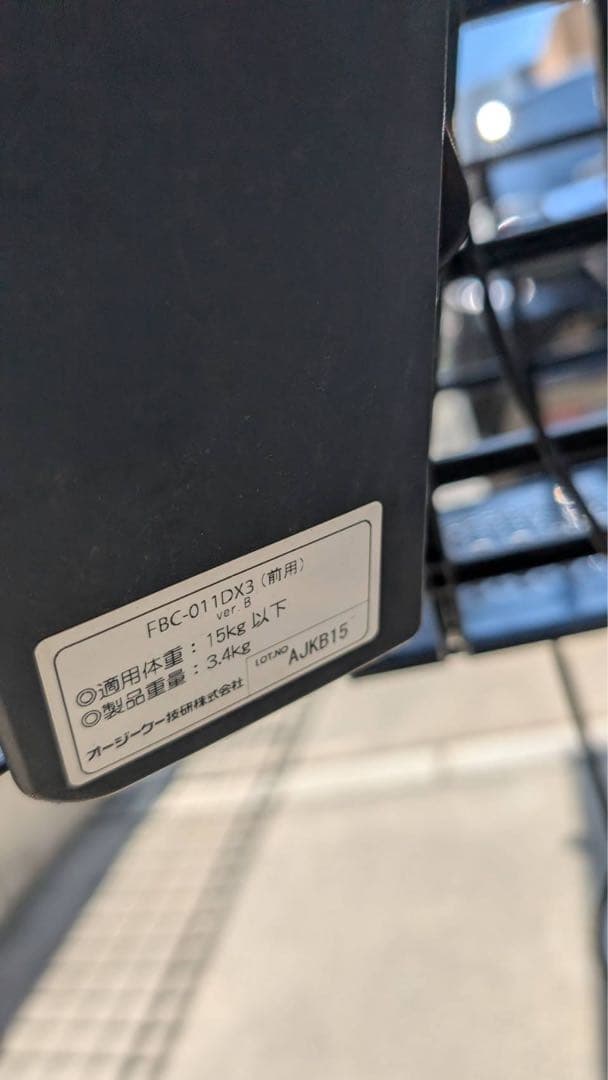 FBC-011DX3(前用)
ver. B
◎適用体重:15kg 以下
◎製品重量:3.4kg
オージーケー技研株式会社
LOT.NO AJKB15